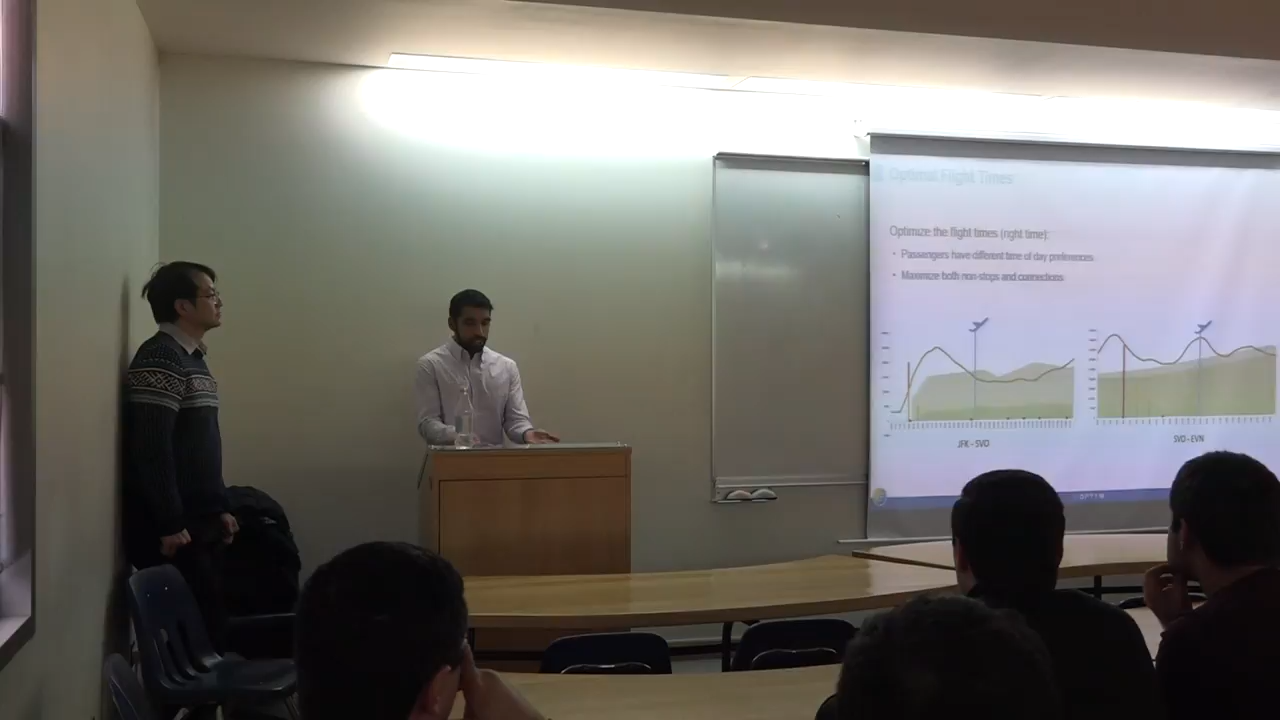 Optimal Flight Times
Optimize the flight times (right time):
• Passengers have different time of day preferences
• Maximize both non-stops and connections
JFK - SVO
SVO - EVN
OPTYM